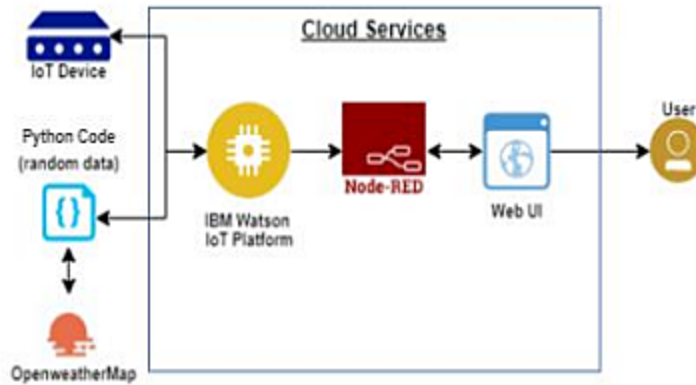 Cloud Services
IoT Device
Python Code
(random data)
IBM Watson
IoT Platform
Node-RED
Web UI
User
OpenweatherMap